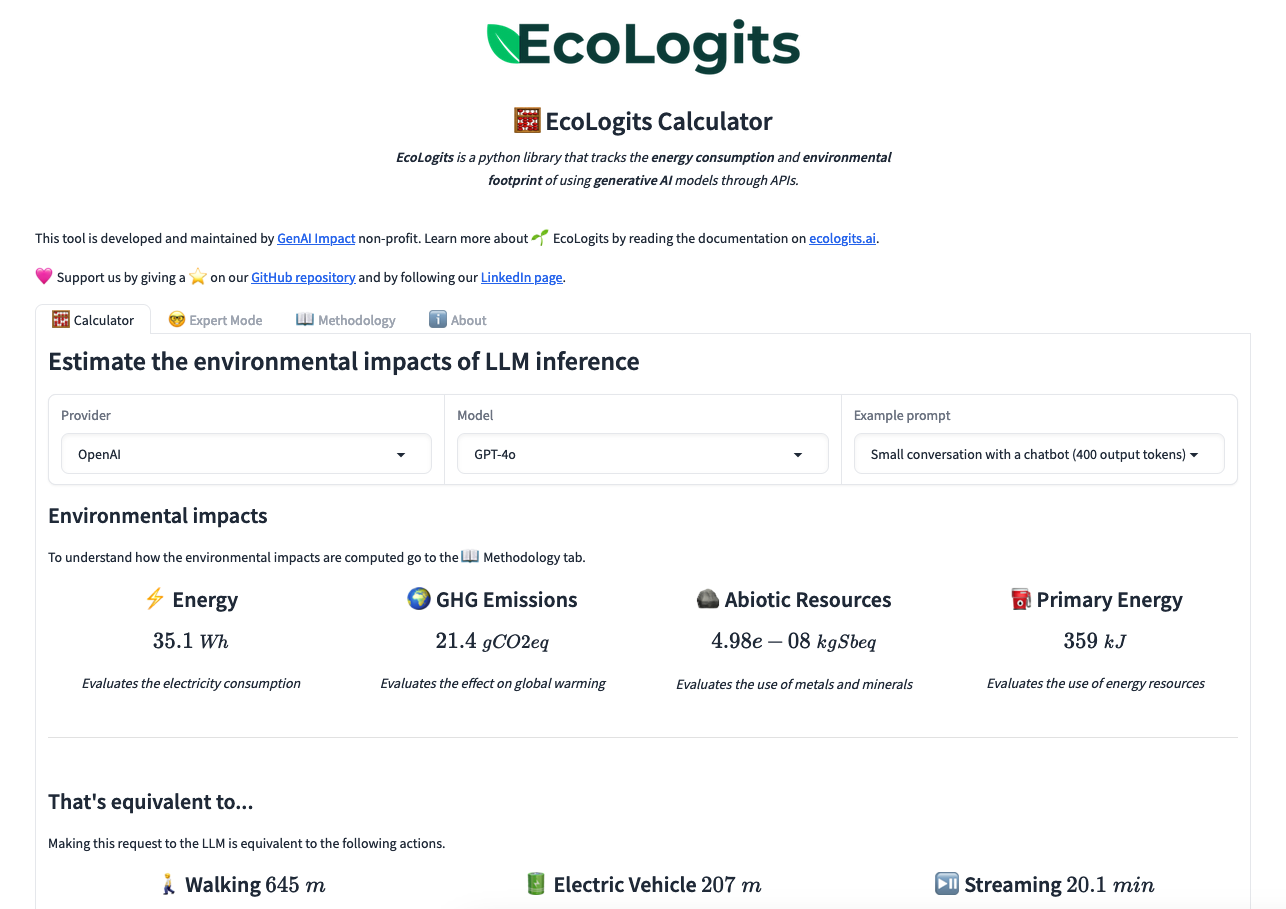 EcoLogits
EcoLogits Calculator
EcoLogits is a python library that tracks the energy consumption and environmental
footprint of using generative AI models through APIs.
This tool is developed and maintained by GenAI Impact non-profit. Learn more about 🌱 EcoLogits by reading the documentation on ecologits.ai.
🩷 Support us by giving a ⭐ on our GitHub repository and by following our LinkedIn page.
🧮 Calculator 🤓 Expert Mode 📖 Methodology ℹ️ About
Estimate the environmental impacts of LLM inference
Provider Model Example prompt
OpenAI GPT-4o Small conversation with a chatbot (400 output tokens)
Environmental impacts
To understand how the environmental impacts are computed go to the 📖 Methodology tab.
⚡ Energy 🌍 GHG Emissions 🪨 Abiotic Resources ⛽ Primary Energy
35.1 Wh 21.4 gCO2eq 4.98e − 08 kgSbeq 359 kJ
Evaluates the electricity consumption Evaluates the effect on global warming Evaluates the use of metals and minerals Evaluates the use of energy resources
That's equivalent to...
Making this request to the LLM is equivalent to the following actions.
🚶 Walking 645 m 🔋 Electric Vehicle 207 m ⏯️ Streaming 20.1 min